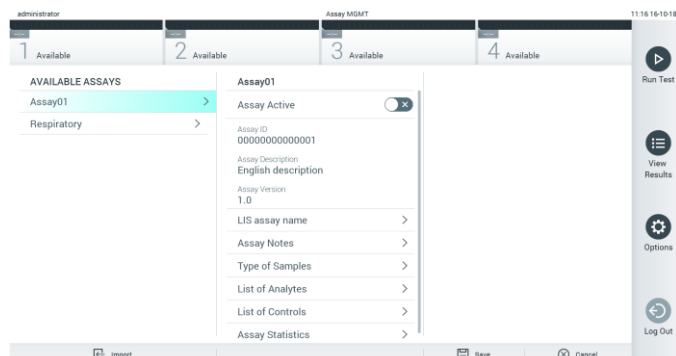 administrator Assay MGMT 11:16 16-10-18
1 Available 2 Available 3 Available 4 Available
Run Test
View
Results
Options
Log Out
AVAILABLE ASSAYS
Assay01
Respiratory
Assay01
Assay Active
Assay ID
00000000000001
Assay Description
English description
Assay Version
1.0
LIS assay name
Assay Notes
Type of Samples
List of Analytes
List of Controls
Assay Statistics
Import Save Cancel